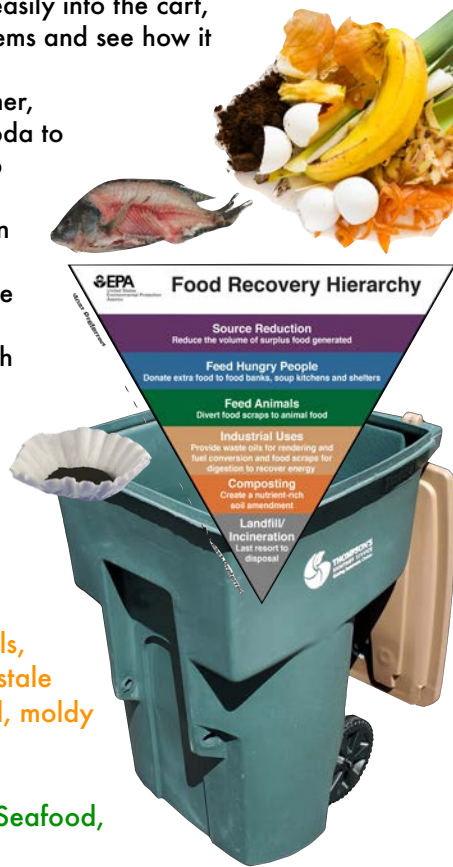 easily into the cart,
ems and see how it
ner,
oda to
n
e
h
EPA
United States
Environmental Protection
Agency
Food Recovery Hierarchy
Most Preferred
Source Reduction
Reduce the volume of surplus food generated
Feed Hungry People
Donate extra food to food banks, soup kitchens and shelters
Feed Animals
Divert food scraps to animal food
Industrial Uses
Provide waste oils for rendering and
fuel conversion and food scraps for
digestion to recover energy
Composting
Create a nutrient-rich
soil amendment
Landfill/
Incineration
Last resort to
disposal
THOMPSON'S
ls,
stale
l, moldy
Seafood,